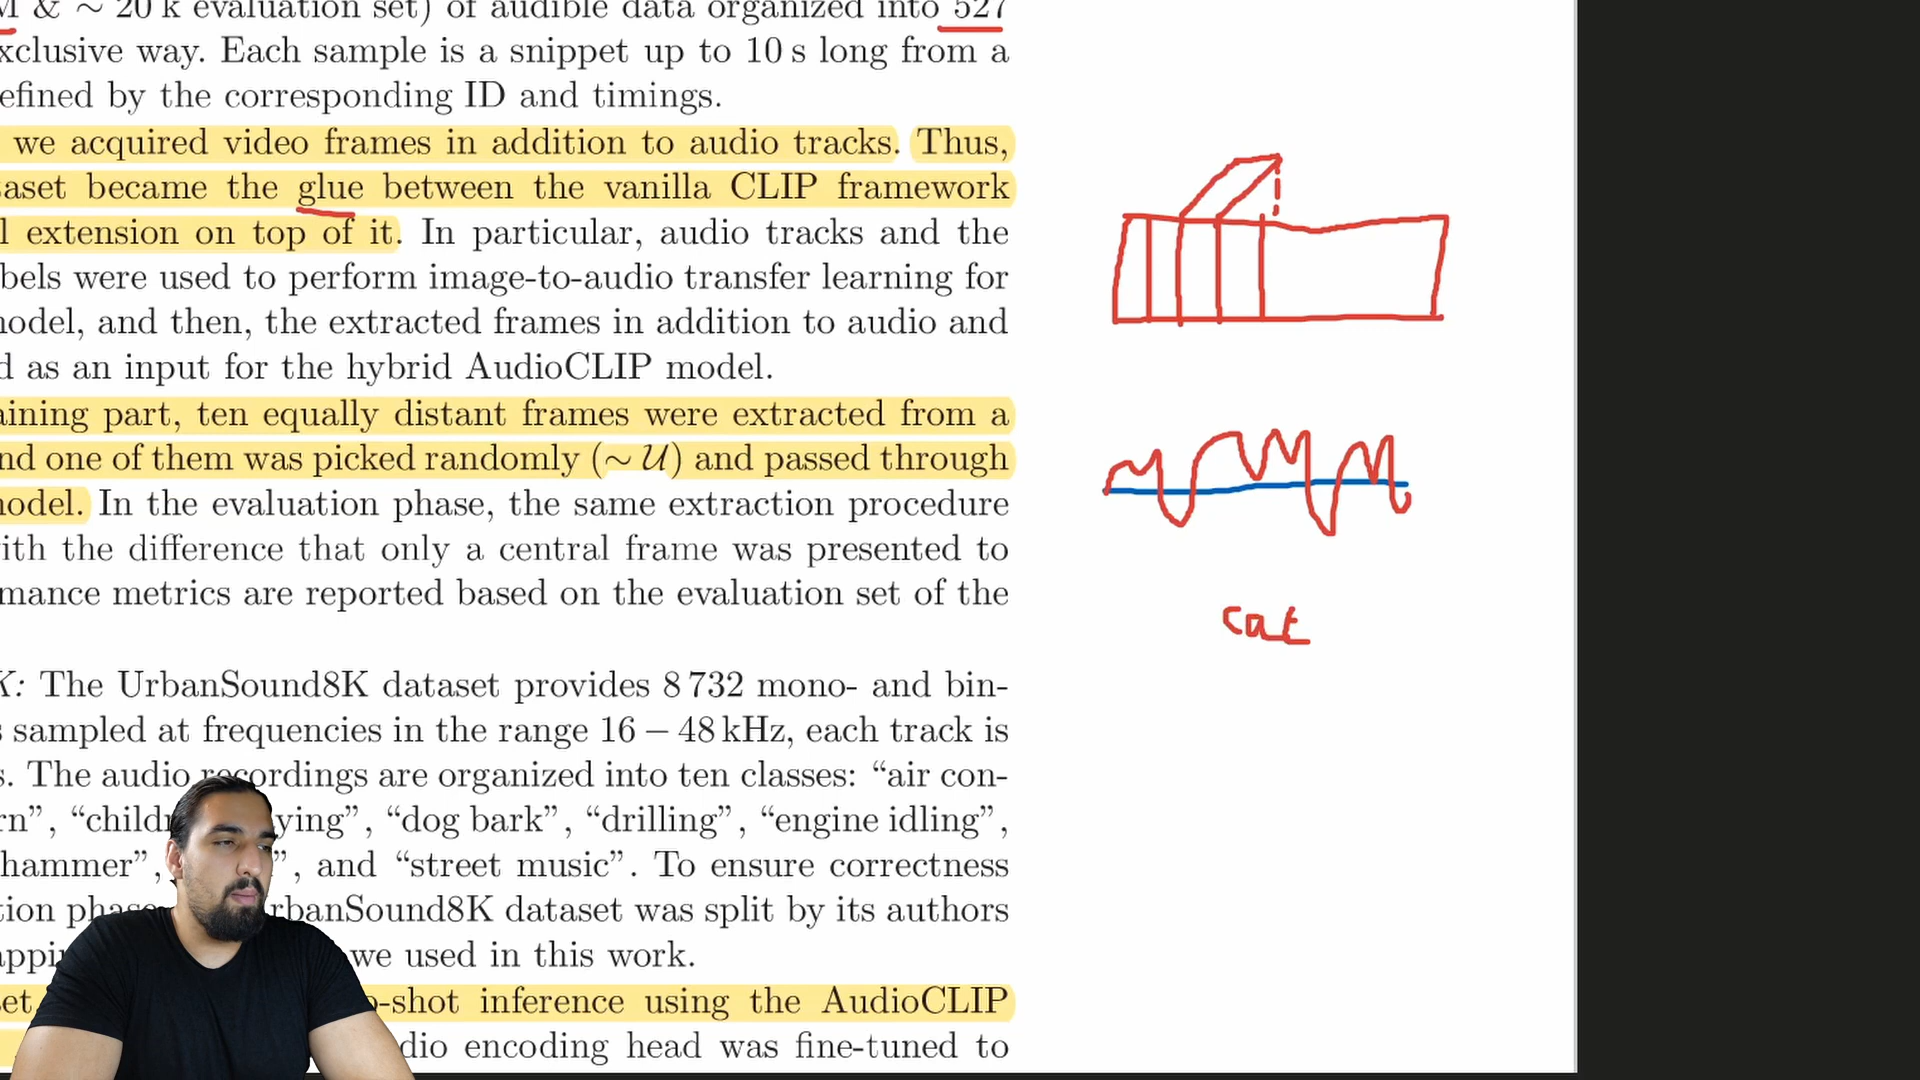 & ~ 20 k evaluation set) of audible data organized into 527
xclusive way. Each sample is a snippet up to 10 s long from a
efined by the corresponding ID and timings.
we acquired video frames in addition to audio tracks. Thus,
taset became the glue between the vanilla CLIP framework
l extension on top of it. In particular, audio tracks and the
bels were used to perform image-to-audio transfer learning for
nodel, and then, the extracted frames in addition to audio and
d as an input for the hybrid AudioCLIP model.
aining part, ten equally distant frames were extracted from a
nd one of them was picked randomly (~ U) and passed through
nodel. In the evaluation phase, the same extraction procedure
ith the difference that only a central frame was presented to
mance metrics are reported based on the evaluation set of the
cat
K: The UrbanSound8K dataset provides 8 732 mono- and bin-
s sampled at frequencies in the range 16 – 48 kHz, each track is
s. The audio recordings are organized into ten classes: “air con-
rn”, “child ying”, “dog bark”, “drilling”, “engine idling”,
hammer”, ”, and “street music”. To ensure correctness
tion phase rbanSound8K dataset was split by its authors
appi we used in this work.
et -shot inference using the AudioCLIP
dio encoding head was fine-tuned to